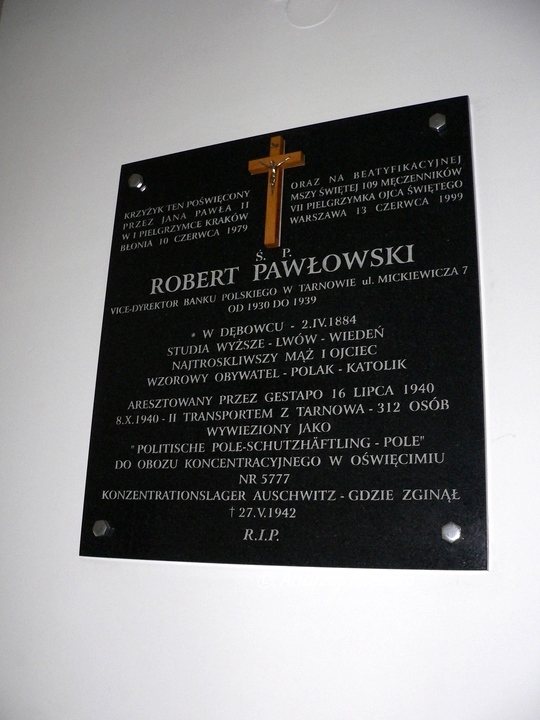 KRZYŻYK TEN POŚWIĘCONY
PRZEZ JANA PAWŁA II
W I PIELGRZYMCE KRAKÓW
BŁONIA 10 CZERWCA 1979
ORAZ NA BEATYFIKACYJNEJ
MSZY ŚWIĘTEJ 109 MĘCZENNIKÓW
VII PIELGRZYMKA OJCA ŚWIĘTEGO
WARSZAWA 13 CZERWCA 1999
Ś. P.
ROBERT PAWŁOWSKI
VICE-DYREKTOR BANKU POLSKIEGO W TARNOWIE ul. MICKIEWICZA 7
OD 1930 DO 1939
* W DĘBOWCU - 2.IV.1884
STUDIA WYŻSZE - LWÓW - WIEDEŃ
NAJTROSKLIWSZY MĄŻ I OJCIEC
WZOROWY OBYWATEL - POLAK - KATOLIK
ARESZTOWANY PRZEZ GESTAPO 16 LIPCA 1940
8.X.1940 - II TRANSPORTEM Z TARNOWA - 312 OSÓB
WYWIEZIONY JAKO
"POLITISCHE POLE-SCHUTZHÄFTLING - POLE"
DO OBOZU KONCENTRACYJNEGO W OŚWIĘCIMIU
NR 5777
KONZENTRATIONSLAGER AUSCHWITZ - GDZIE ZGINĄŁ
† 27.V.1942
R.I.P.